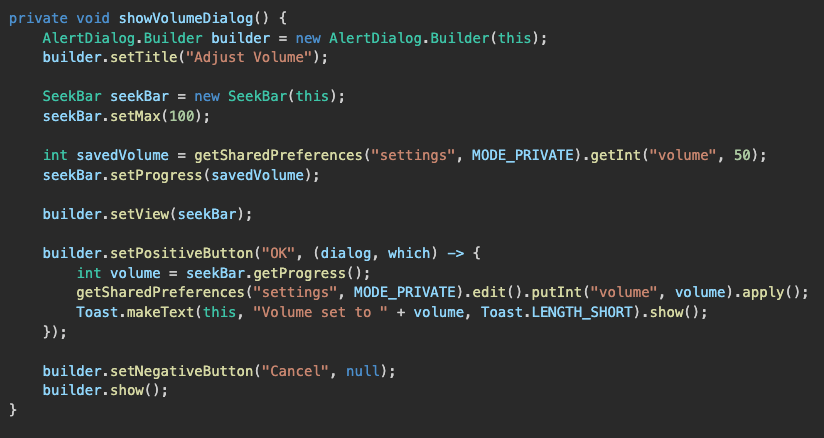 private void showVolumeDialog() {
    AlertDialog.Builder builder = new AlertDialog.Builder(this);
    builder.setTitle("Adjust Volume");

    SeekBar seekBar = new SeekBar(this);
    seekBar.setMax(100);

    int savedVolume = getSharedPreferences("settings", MODE_PRIVATE).getInt("volume", 50);
    seekBar.setProgress(savedVolume);

    builder.setView(seekBar);

    builder.setPositiveButton("OK", (dialog, which) -> {
        int volume = seekBar.getProgress();
        getSharedPreferences("settings", MODE_PRIVATE).edit().putInt("volume", volume).apply();
        Toast.makeText(this, "Volume set to " + volume, Toast.LENGTH_SHORT).show();
    });

    builder.setNegativeButton("Cancel", null);
    builder.show();
}